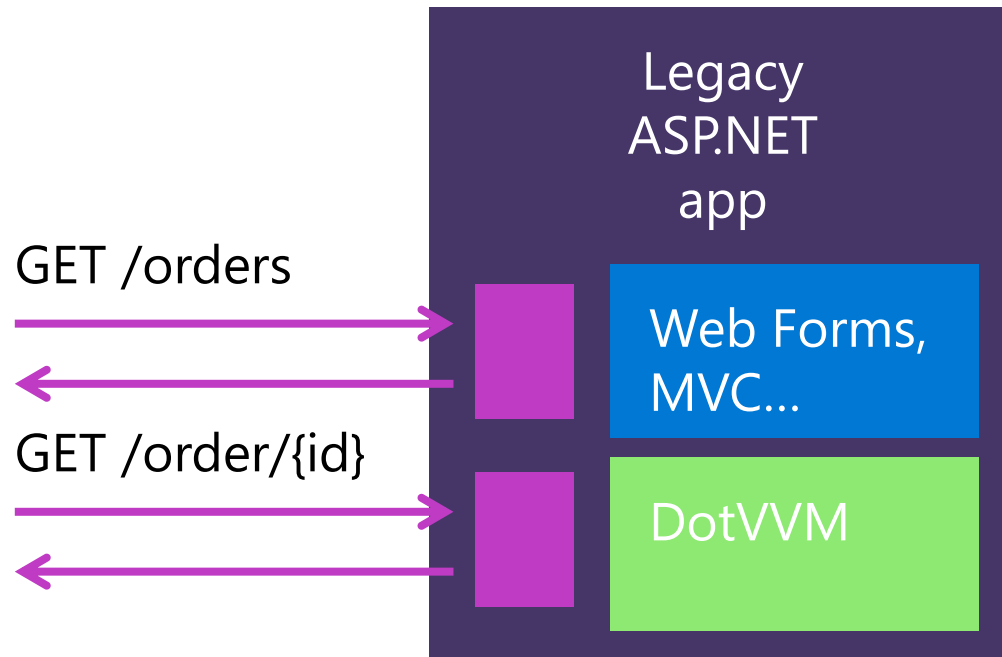 Legacy
ASP.NET
app
GET /orders
Web Forms,
MVC...
GET /order/{id}
DotVVM